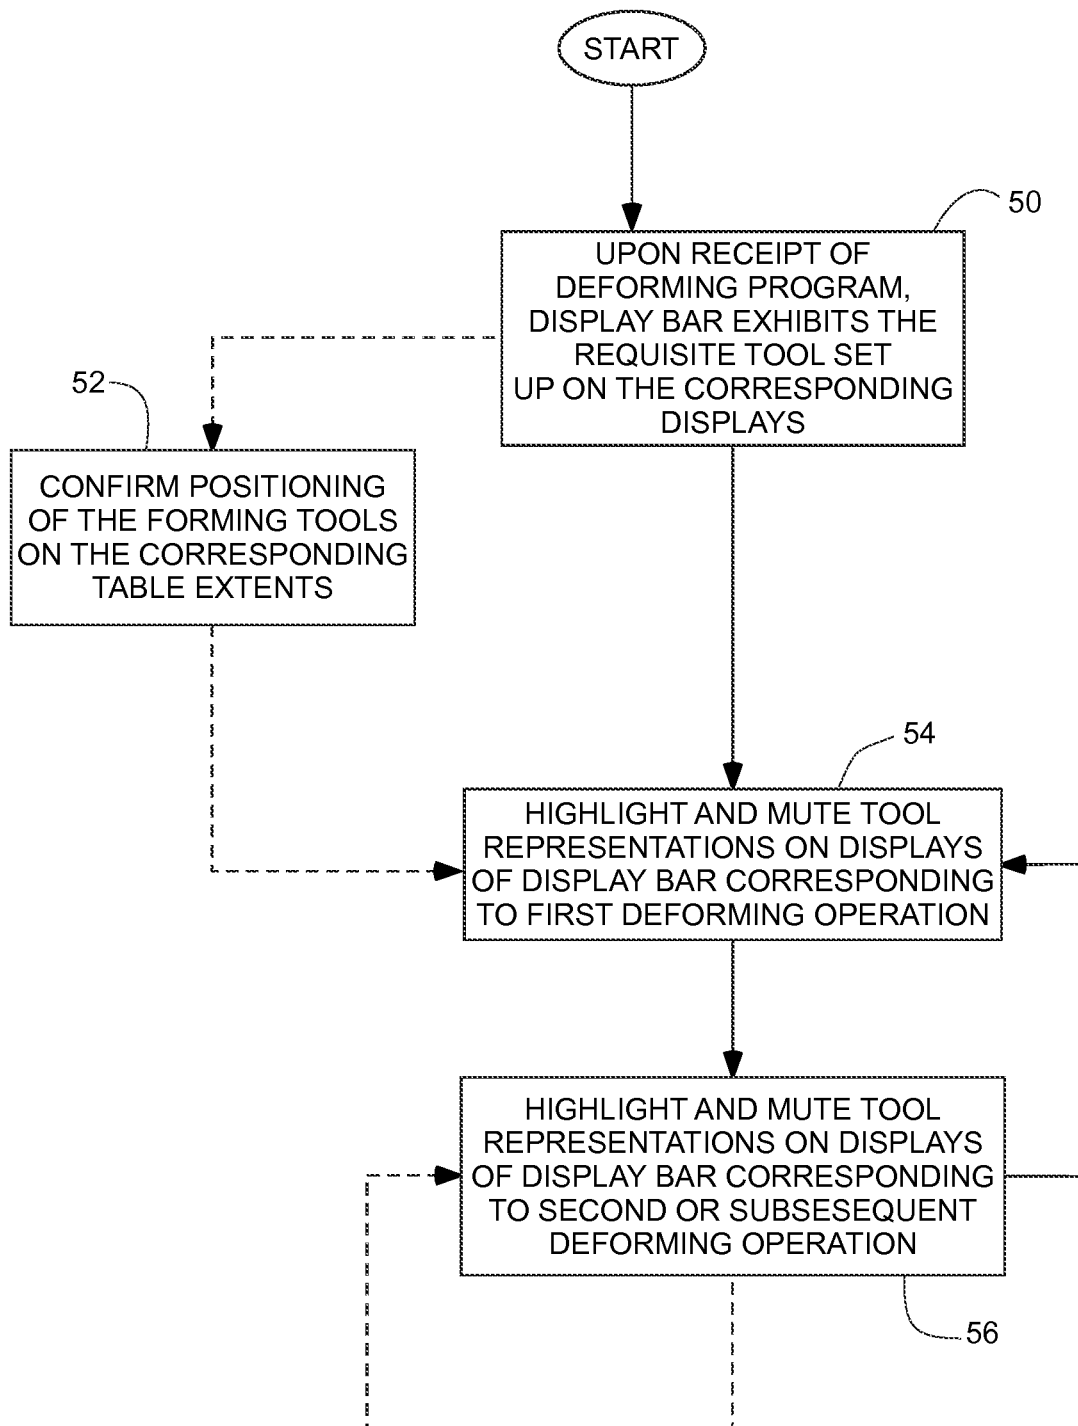 START
50
UPON RECEIPT OF
DEFORMING PROGRAM,
DISPLAY BAR EXHIBITS THE
REQUISITE TOOL SET
UP ON THE CORRESPONDING
DISPLAYS
52
CONFIRM POSITIONING
OF THE FORMING TOOLS
ON THE CORRESPONDING
TABLE EXTENTS
54
HIGHLIGHT AND MUTE TOOL
REPRESENTATIONS ON DISPLAYS
OF DISPLAY BAR CORRESPONDING
TO FIRST DEFORMING OPERATION
HIGHLIGHT AND MUTE TOOL
REPRESENTATIONS ON DISPLAYS
OF DISPLAY BAR CORRESPONDING
TO SECOND OR SUBSESEQUENT
DEFORMING OPERATION
56